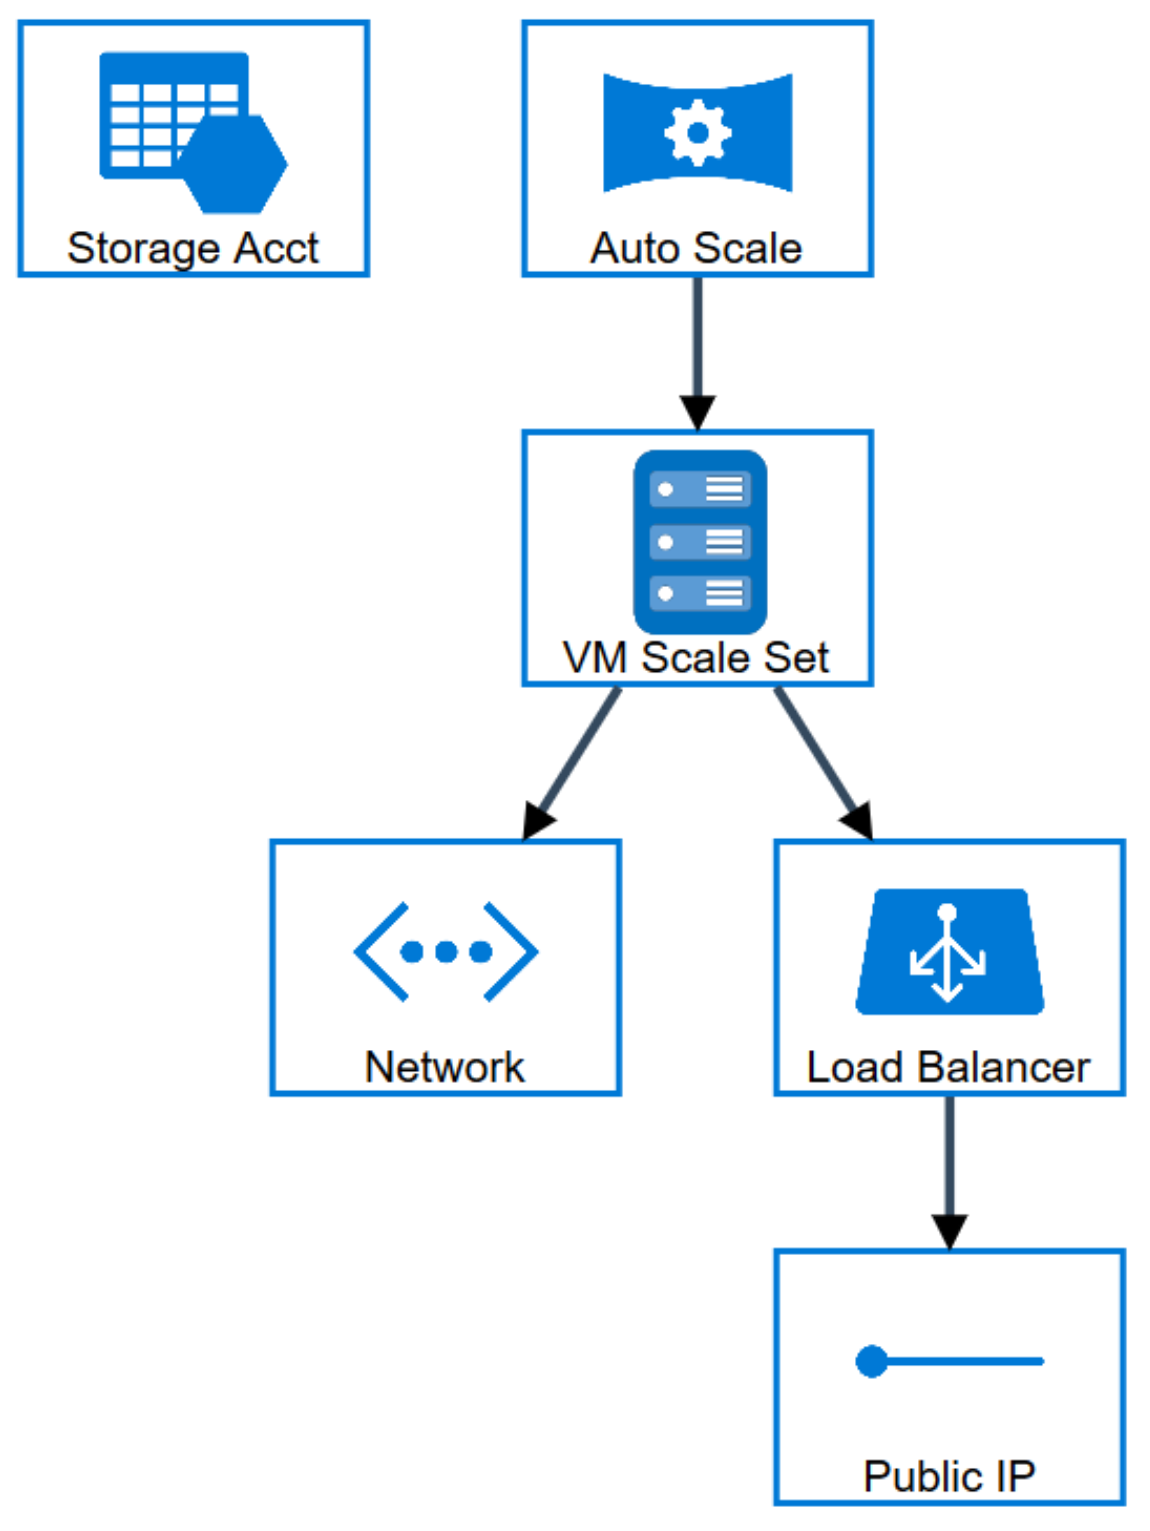 Storage Acct
Auto Scale
VM Scale Set
Network
Load Balancer
Public IP